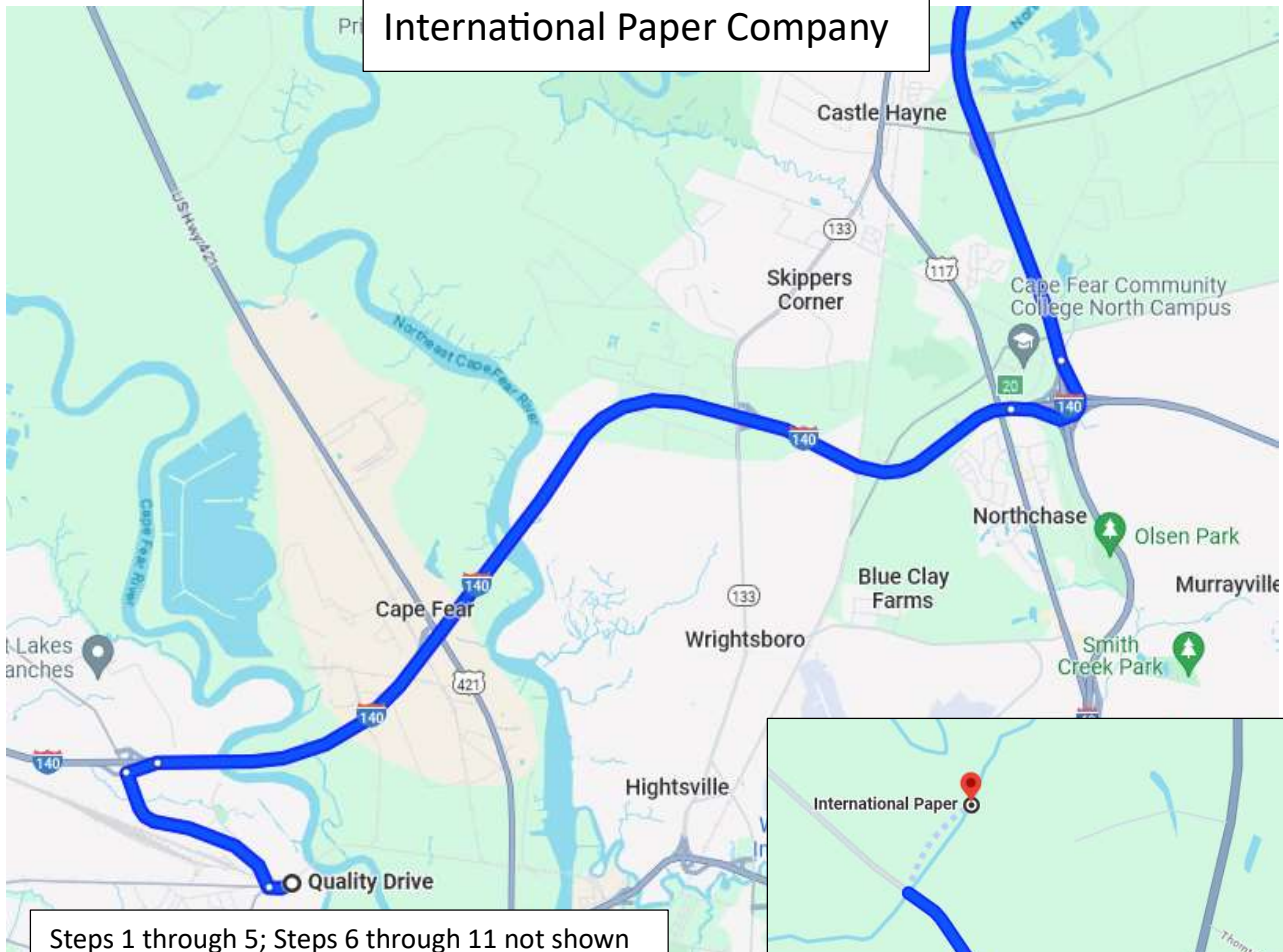 International Paper Company
Castle Hayne
US Hwy 421
133
Skippers
Corner
117
Cape Fear Community
College North Campus
Northeast Cape Fear River
20
140
140
Cape Fear River
Northchase
Olsen Park
140
Blue Clay
Farms
Murrayville
Cape Fear
133
Wrightsboro
Smith
Creek Park
421
140
140
Hightsville
International Paper
Quality Drive
Steps 1 through 5; Steps 6 through 11 not shown